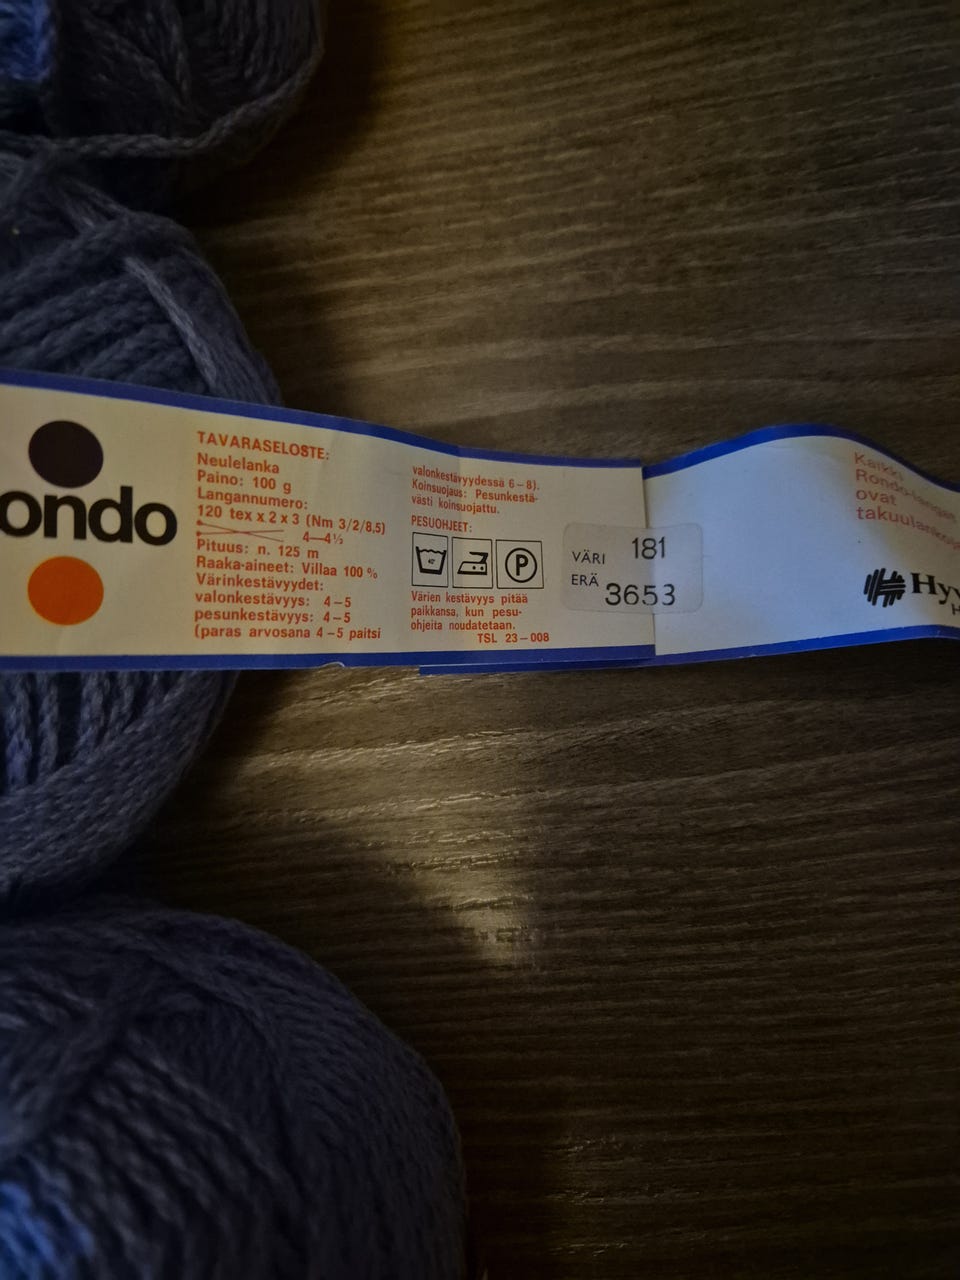 ondo
TAVARASELOSTE:
Neulelanka
Paino: 100 g
Langannumero:
120 tex x 2 x 3 (Nm 3/2/8,5)
4—4½
Pituus: n. 125 m
Raaka-aineet: Villaa 100 %
Värinkestävyydet:
valonkestävyys: 4–5
pesunkestävyys: 4–5
(paras arvosana 4–5 paitsi
valonkestävyydessä 6–8).
Koinsuojaus: Pesunkestä-
västi koinsuojattu.
PESUOHJEET:
40°
P
Värien kestävyys pitää
paikkansa, kun pesu-
ohjeita noudatetaan.
TSL 23–008
VÄRI 181
ERÄ 3653
Kaikki
Rondo-langat
ovat
takuulankoja
Hyv
H